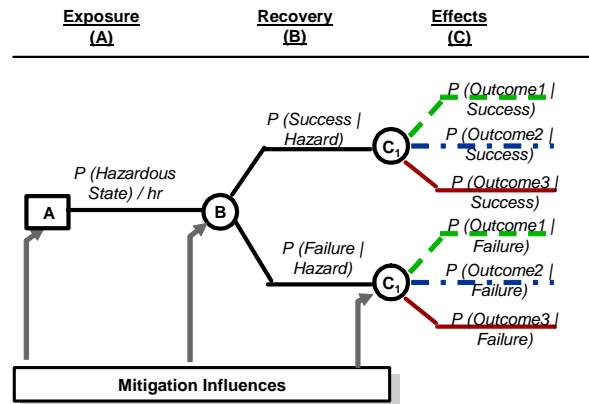 Exposure
(A)
Recovery
(B)
Effects
(C)
P (Hazardous
State) / hr
A
B
P (Success |
Hazard)
C1
P (Outcome1 |
Success)
P (Outcome2 |
Success)
P (Outcome3 |
Success)
P (Failure |
Hazard)
C1
P (Outcome1 |
Failure)
P (Outcome2 |
Failure)
P (Outcome3 |
Failure)
Mitigation Influences